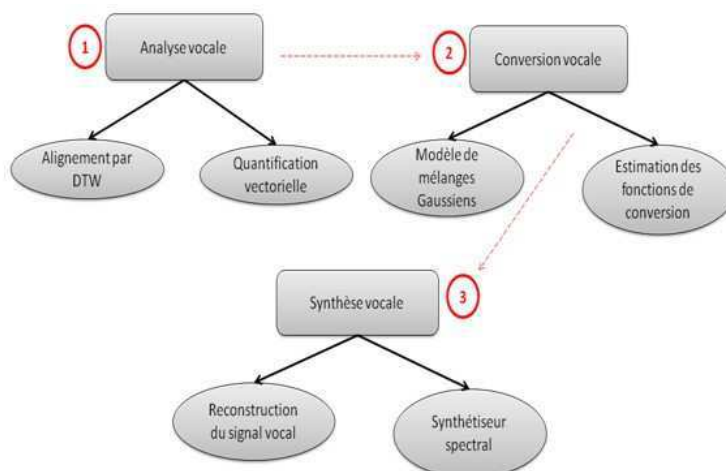 1
Analyse vocale
2
Conversion vocale
Alignement par
DTW
Quantification
vectorielle
Modèle de
mélanges
Gaussiens
Estimation des
fonctions de
conversion
Synthèse vocale
3
Reconstruction
du signal vocal
Synthétiseur
spectral